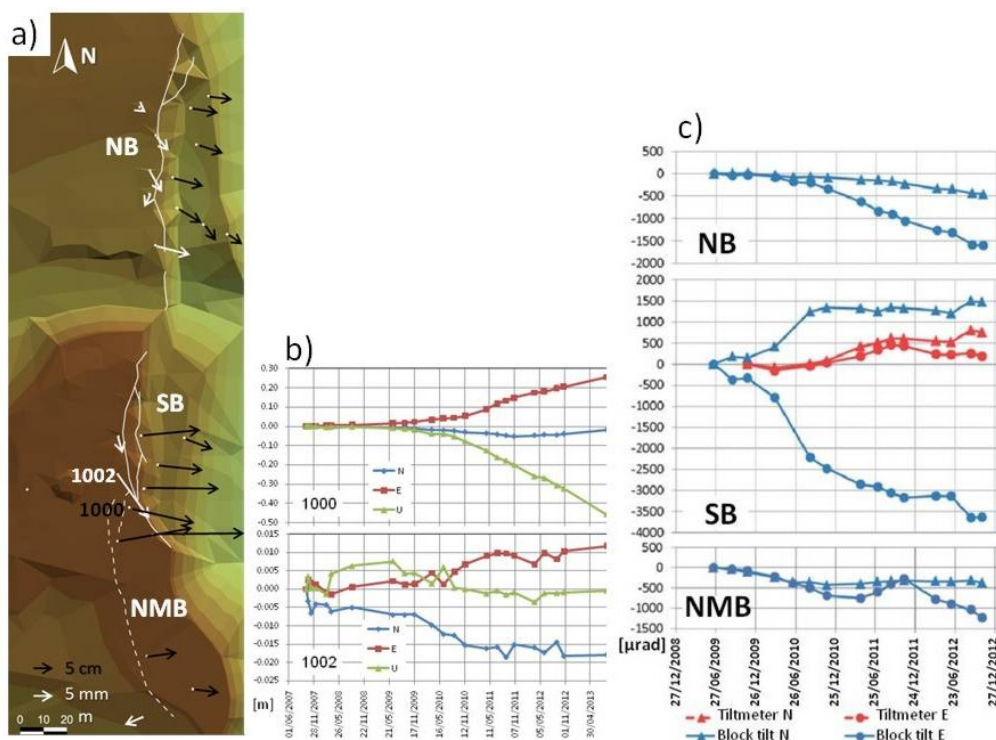 a)
N
NB
SB
1002
1000
NMB
5 cm
5 mm
0 10 20 m
b)
0.30
0.20
0.10
0.00
-0.10
-0.20
-0.30
-0.40
-0.50
N
E
U
1000
0.015
0.010
0.005
0.000
-0.005
-0.010
-0.015
-0.020
-0.025
N
E
U
1002
[m]
01/06/2007
28/11/2007
26/05/2008
22/11/2008
21/05/2009
17/11/2009
16/05/2010
12/11/2010
11/05/2011
07/11/2011
05/05/2012
01/11/2012
30/04/2013
c)
500
0
-500
-1000
-1500
-2000
NB
1500
1000
500
0
-500
-1000
-1500
-2000
-2500
-3000
-3500
-4000
SB
500
0
-500
-1000
-1500
NMB
[µrad]
27/12/2008
27/06/2009
26/12/2009
26/06/2010
25/12/2010
25/06/2011
24/12/2011
23/06/2012
27/12/2012
Tiltmeter N
Tiltmeter E
Block tilt N
Block tilt E